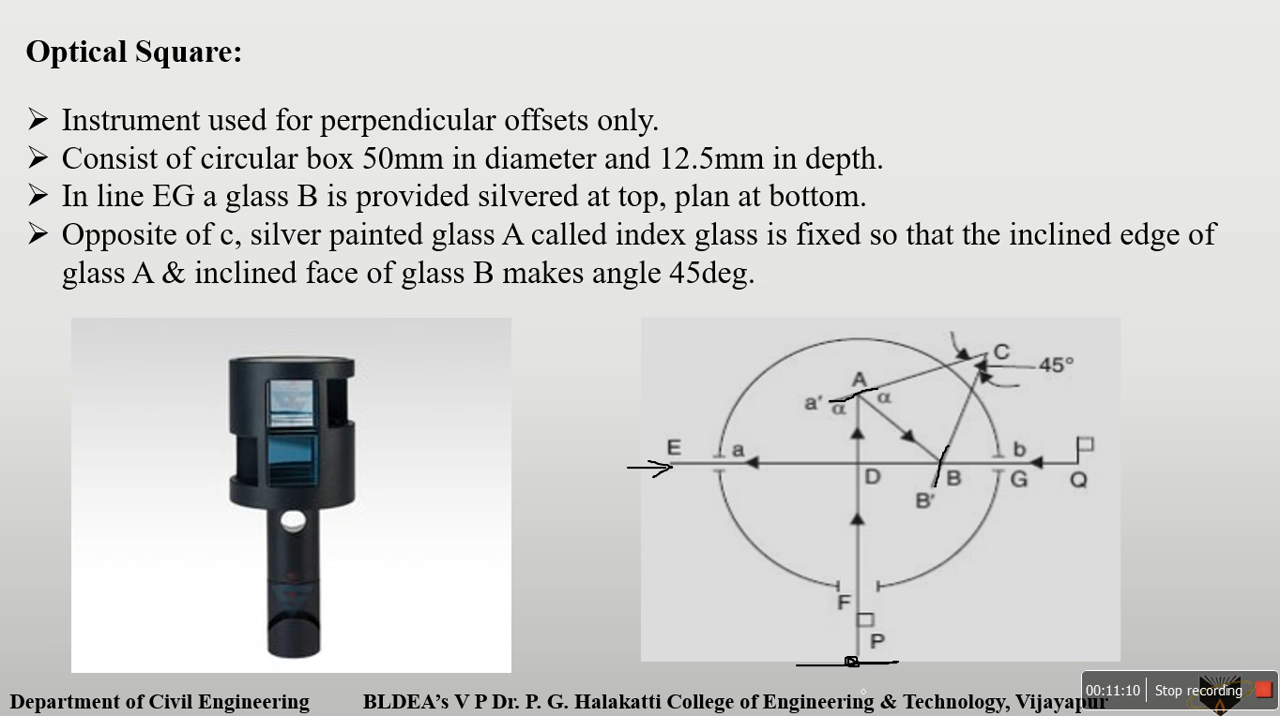 Optical Square:
➢ Instrument used for perpendicular offsets only.
➢ Consist of circular box 50mm in diameter and 12.5mm in depth.
➢ In line EG a glass B is provided silvered at top, plan at bottom.
➢ Opposite of c, silver painted glass A called index glass is fixed so that the inclined edge of
glass A & inclined face of glass B makes angle 45deg.
C
45°
A
a' α α
E a b
D B G Q
B'
F
P
Department of Civil Engineering BLDEA's V P Dr. P. G. Halakatti College of Engineering & Technology, Vijayapur
00:11:10 Stop recording